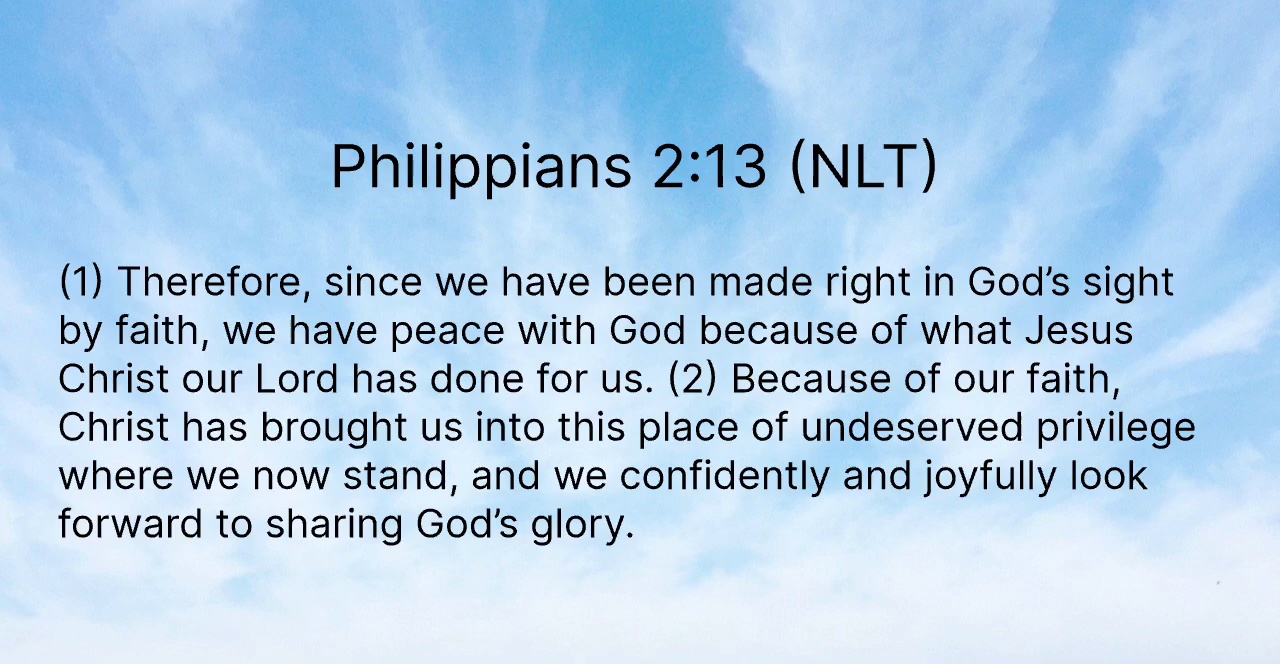 Philippians 2:13 (NLT)
(1) Therefore, since we have been made right in God’s sight
by faith, we have peace with God because of what Jesus
Christ our Lord has done for us. (2) Because of our faith,
Christ has brought us into this place of undeserved privilege
where we now stand, and we confidently and joyfully look
forward to sharing God’s glory.